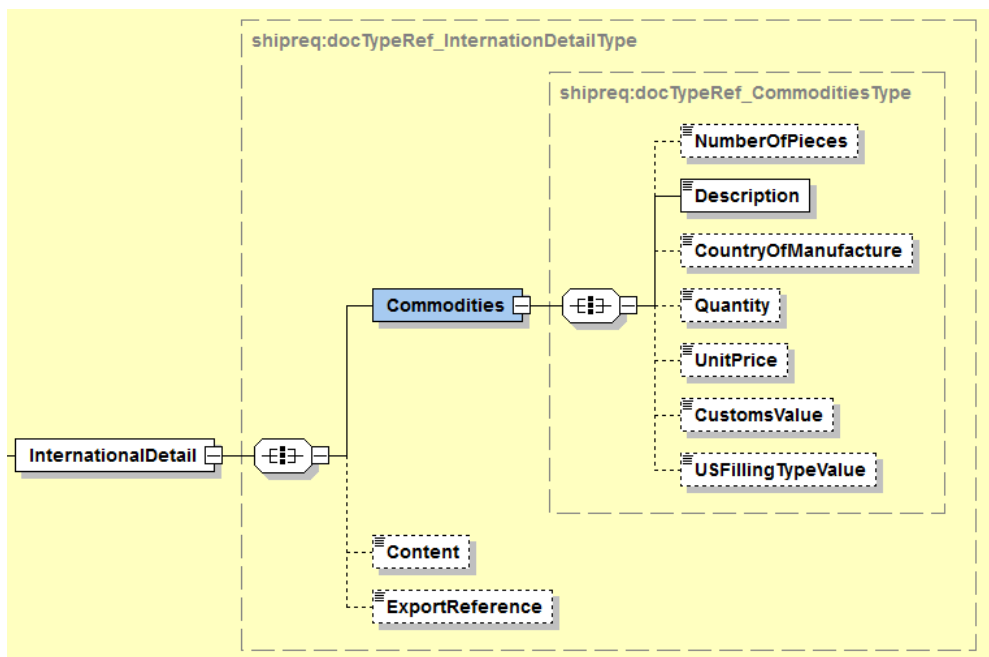 shipreq:docTypeRef_InternationDetailType
shipreq:docTypeRef_CommoditiesType
NumberOfPieces
Description
CountryOfManufacture
Commodities
Quantity
UnitPrice
CustomsValue
InternationalDetail
USFillingTypeValue
Content
ExportReference